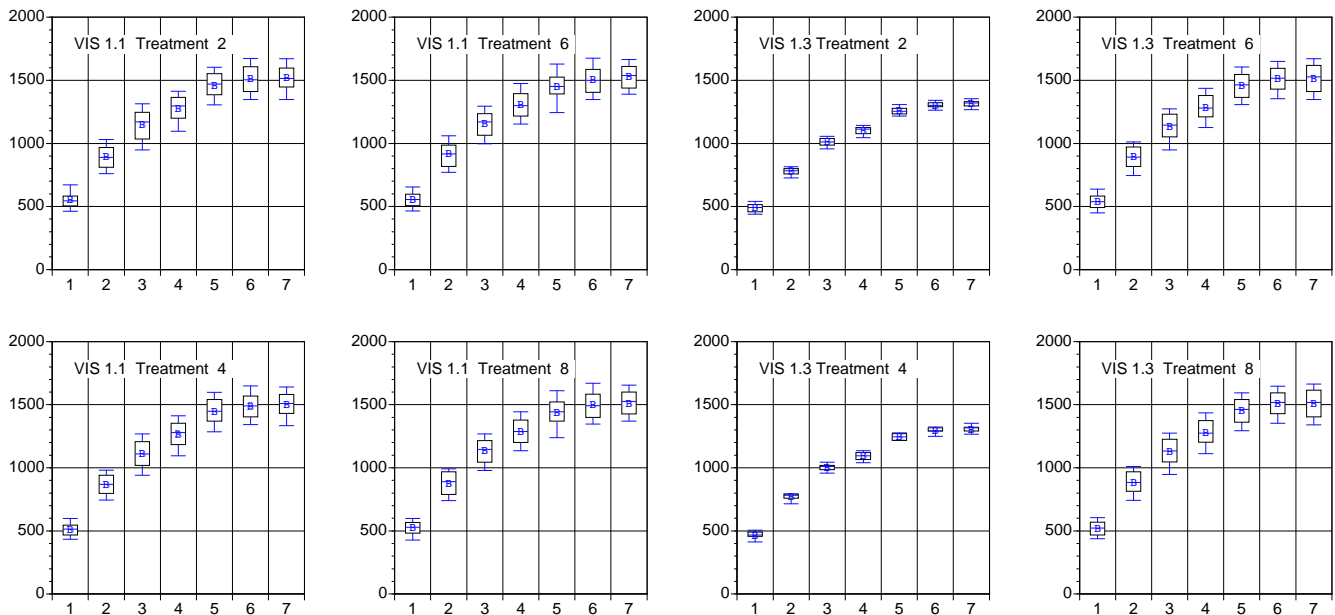 VIS 1.1  Treatment  2
2000
1500
1000
500
0
1 2 3 4 5 6 7
B B B B B B B
VIS 1.1  Treatment  6
2000
1500
1000
500
0
1 2 3 4 5 6 7
B B B B B B B
VIS 1.3 Treatment  2
2000
1500
1000
500
0
1 2 3 4 5 6 7
B B B B B B B
VIS 1.3  Treatment  6
2000
1500
1000
500
0
1 2 3 4 5 6 7
B B B B B B B
VIS 1.1  Treatment  4
2000
1500
1000
500
0
1 2 3 4 5 6 7
B B B B B B B
VIS 1.1  Treatment  8
2000
1500
1000
500
0
1 2 3 4 5 6 7
B B B B B B B
VIS 1.3 Treatment  4
2000
1500
1000
500
0
1 2 3 4 5 6 7
B B B B B B B
VIS 1.3  Treatment  8
2000
1500
1000
500
0
1 2 3 4 5 6 7
B B B B B B B